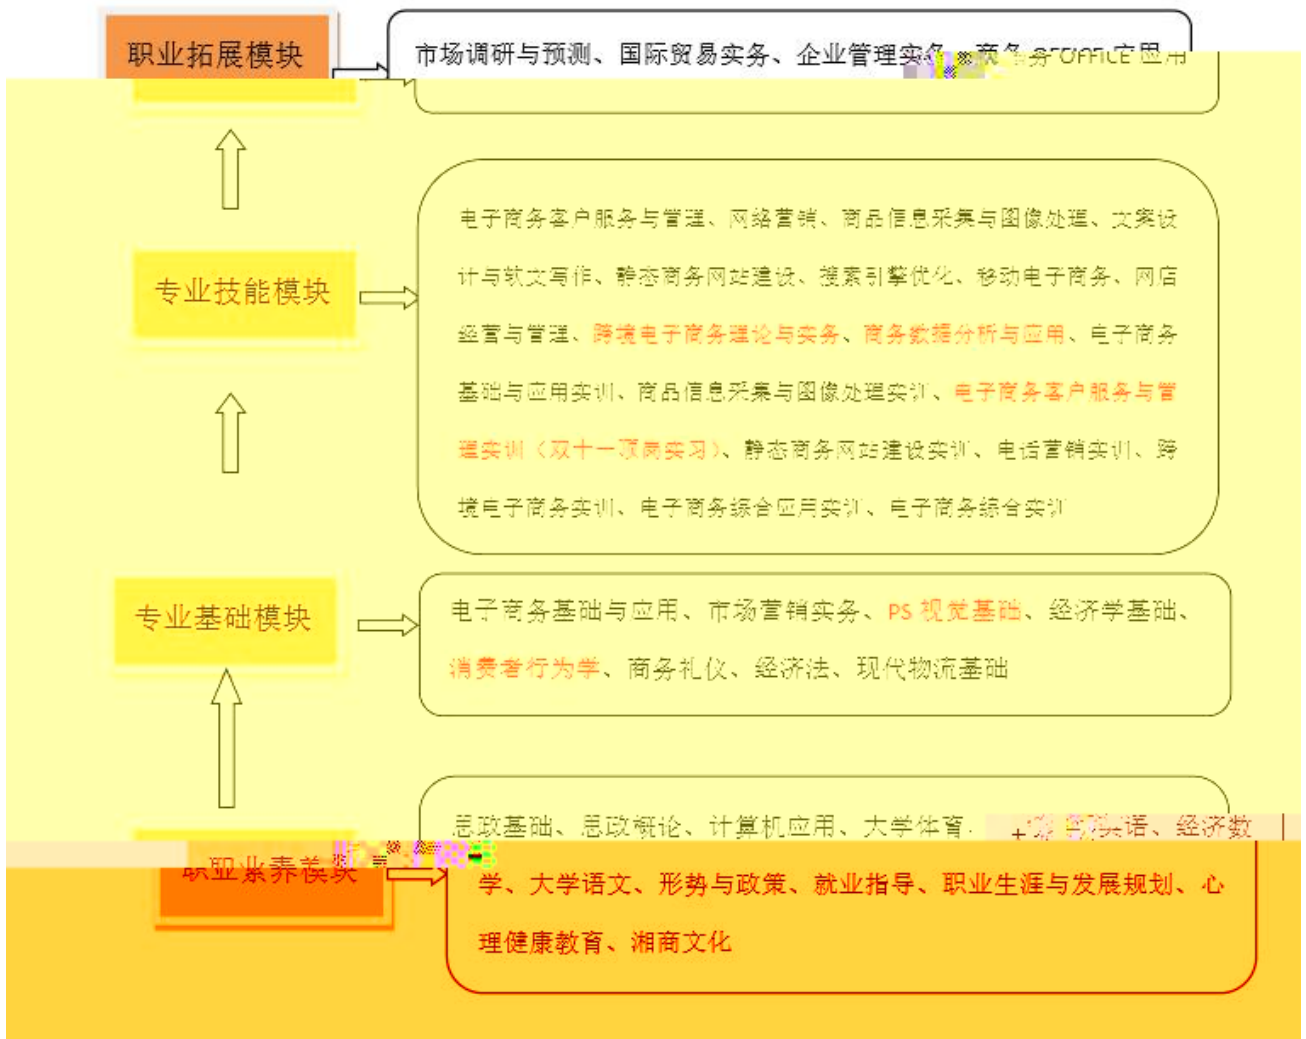 职业拓展模块
市场调研与预测、国际贸易实务、企业管理实务、商务 OFFICE 应用
专业技能模块
电子商务客户服务与管理、网络营销、商品信息采集与图像处理、文案设
计与软文写作、静态商务网站建设、搜索引擎优化、移动电子商务、网店
经营与管理、跨境电子商务理论与实务、商务数据分析与应用、电子商务
基础与应用实训、商品信息采集与图像处理实训、电子商务客户服务与管
理实训（双十一顶岗实习）、静态商务网站建设实训、电话营销实训、跨
境电子商务实训、电子商务综合应用实训、电子商务综合实训
专业基础模块
电子商务基础与应用、市场营销实务、PS 视觉基础、经济学基础、
消费者行为学、商务礼仪、经济法、现代物流基础
职业素养模块
思政基础、思政概论、计算机应用、大学体育、英语、经济数
学、大学语文、形势与政策、就业指导、职业生涯与发展规划、心
理健康教育、湘商文化